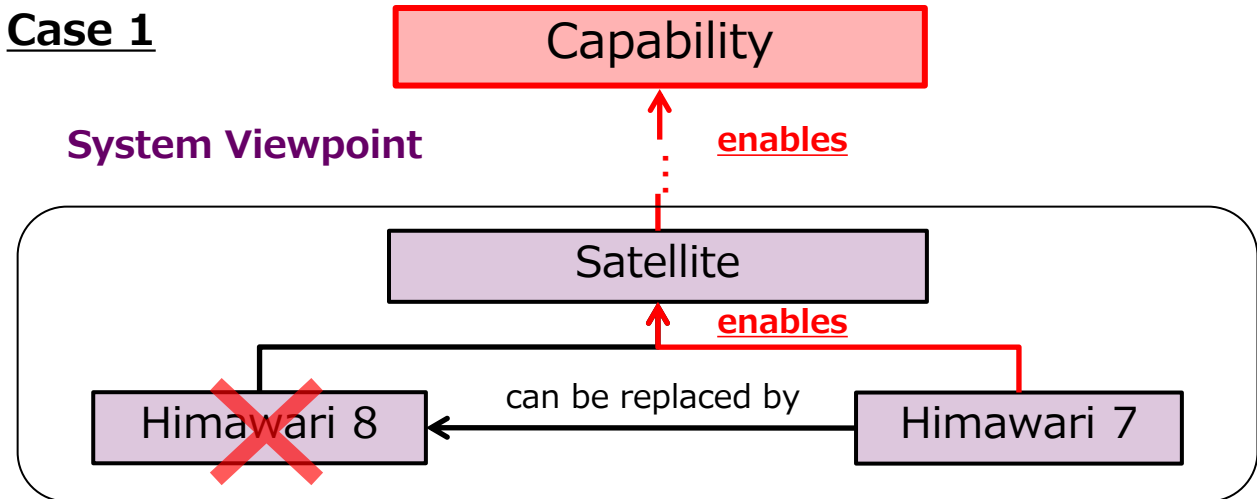 Case 1
Capability
System Viewpoint
enables
Satellite
enables
Himawari 8
can be replaced by
Himawari 7